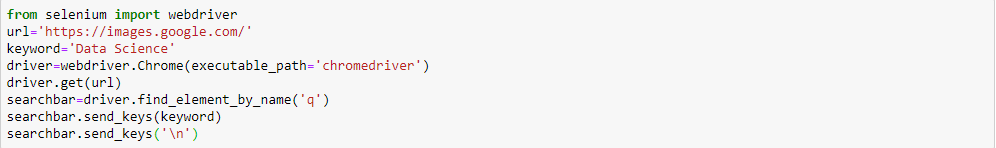 from selenium import webdriver
url='https://images.google.com/'
keyword='Data Science'
driver=webdriver.Chrome(executable_path='chromedriver')
driver.get(url)
searchbar=driver.find_element_by_name('q')
searchbar.send_keys(keyword)
searchbar.send_keys('\n')